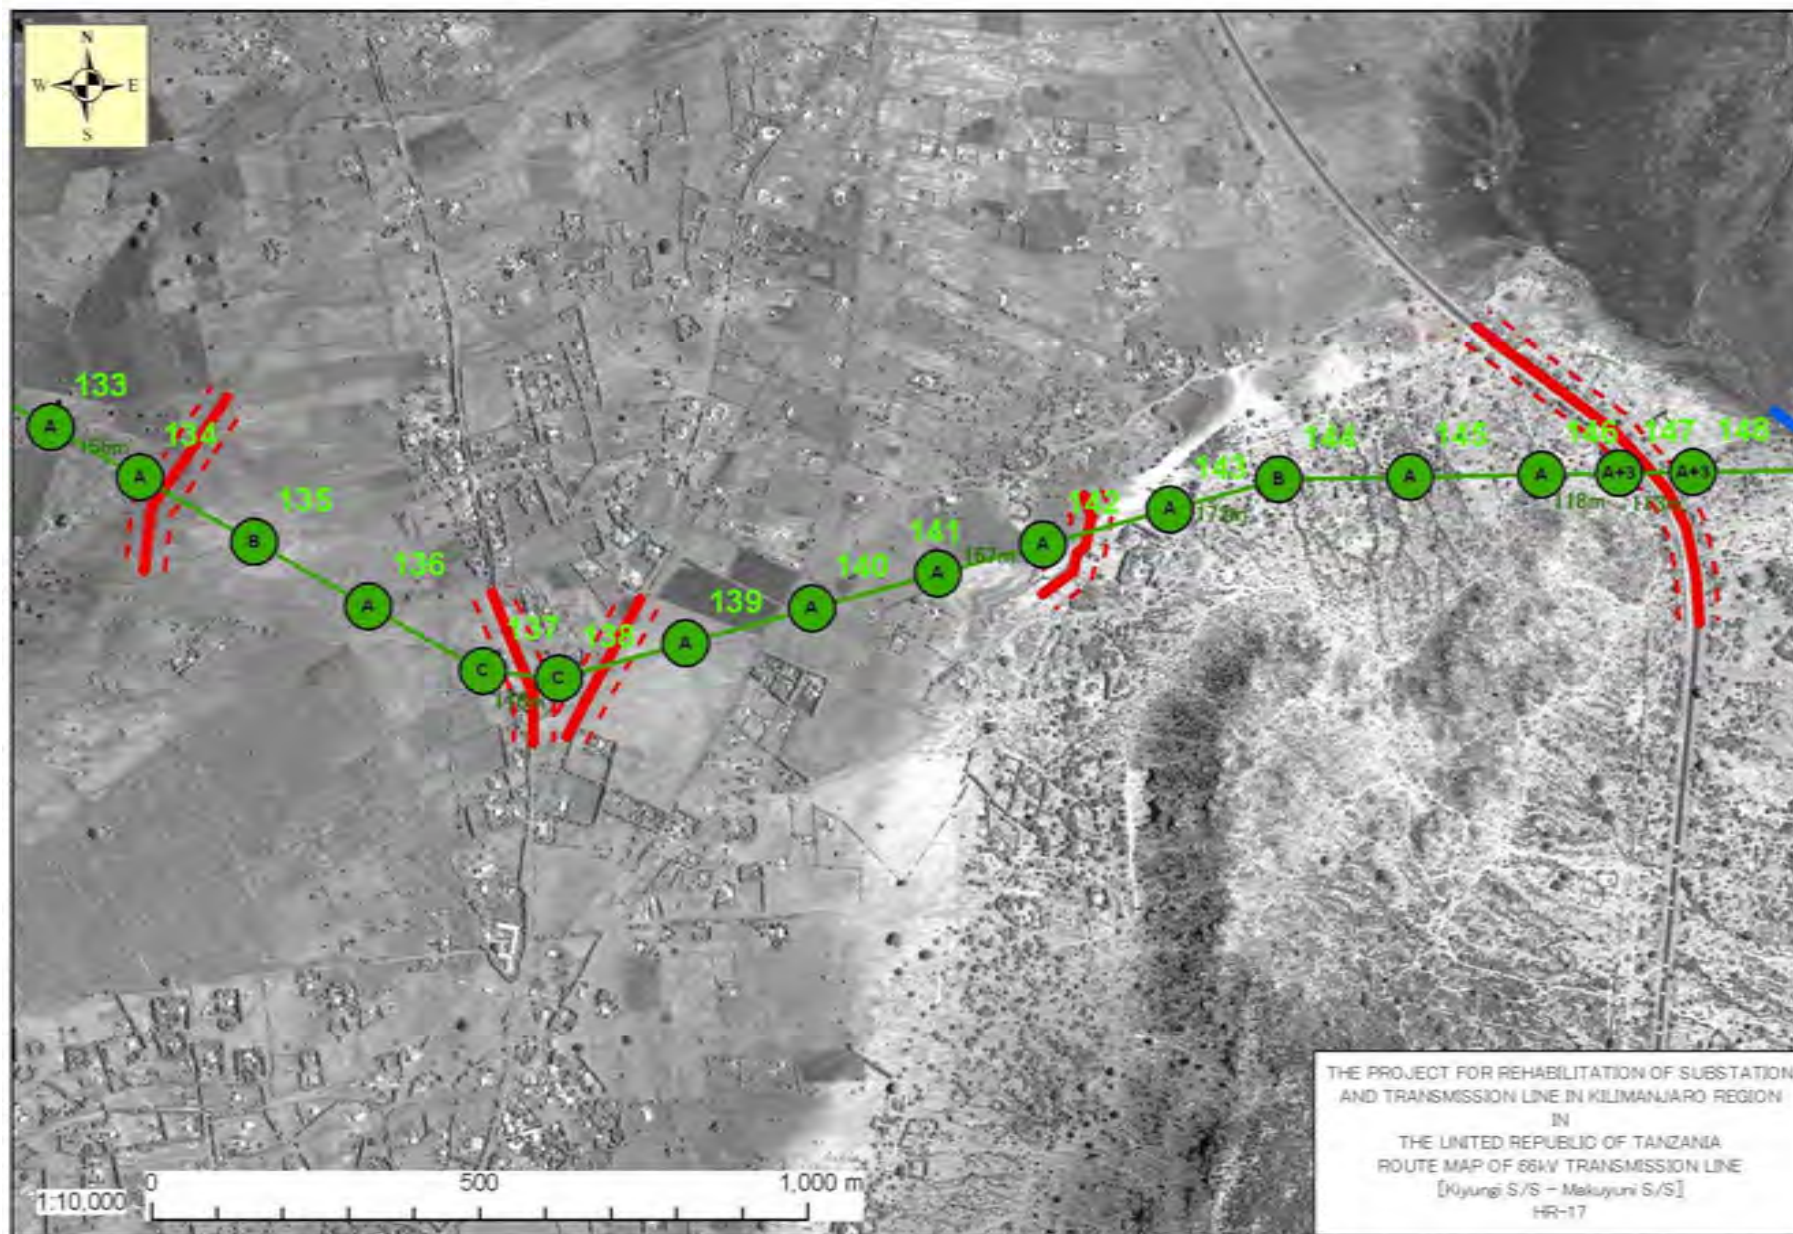 N
W E
S
133
A
134
A
135
B
136
A
137
C
138
C
139
A
140
A
141
A
167m
142
A
143
A
144
B
145
A
146
A
118m
147
A+3
148
A+3
1:10,000
0 500 1,000 m
THE PROJECT FOR REHABILITATION OF SUBSTATION
AND TRANSMISSION LINE IN KILIMANJARO REGION
IN
THE UNITED REPUBLIC OF TANZANIA
ROUTE MAP OF 66kV TRANSMISSION LINE
[Kiyungi S/S - Makuyuni S/S]
HR-17